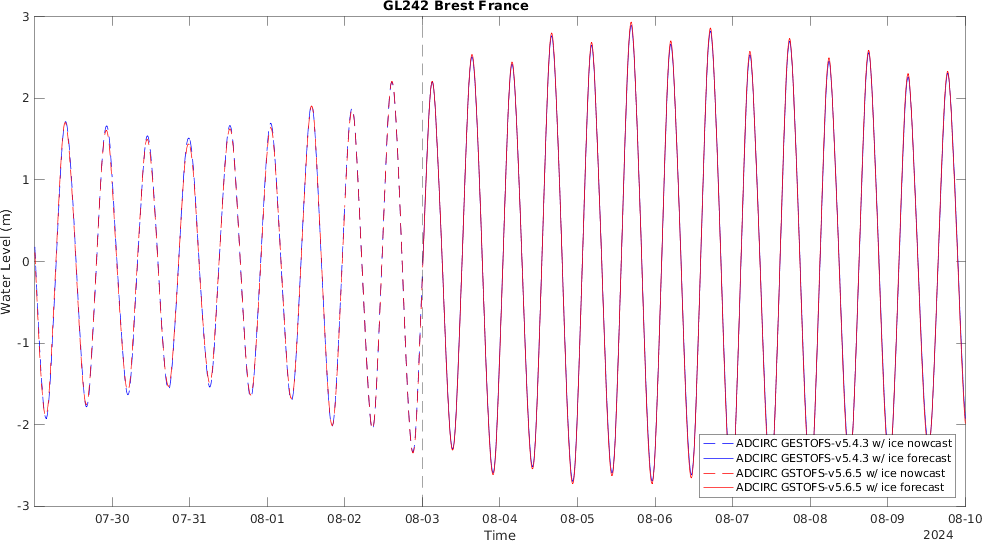 GL242 Brest France
3
2
1
0
-1
-2
-3
Water Level (m)
07-30 07-31 08-01 08-02 08-03 08-04 08-05 08-06 08-07 08-08 08-09 08-10
Time
2024
ADCIRC GESTOFS-v5.4.3 w/ ice nowcast
ADCIRC GESTOFS-v5.4.3 w/ ice forecast
ADCIRC GSTOFS-v5.6.5 w/ ice nowcast
ADCIRC GSTOFS-v5.6.5 w/ ice forecast